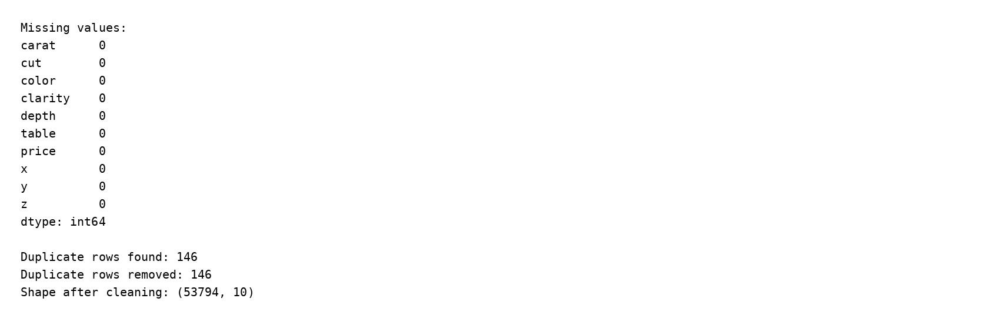 Missing values:
carat      0
cut        0
color      0
clarity    0
depth      0
table      0
price      0
x          0
y          0
z          0
dtype: int64

Duplicate rows found: 146
Duplicate rows removed: 146
Shape after cleaning: (53794, 10)